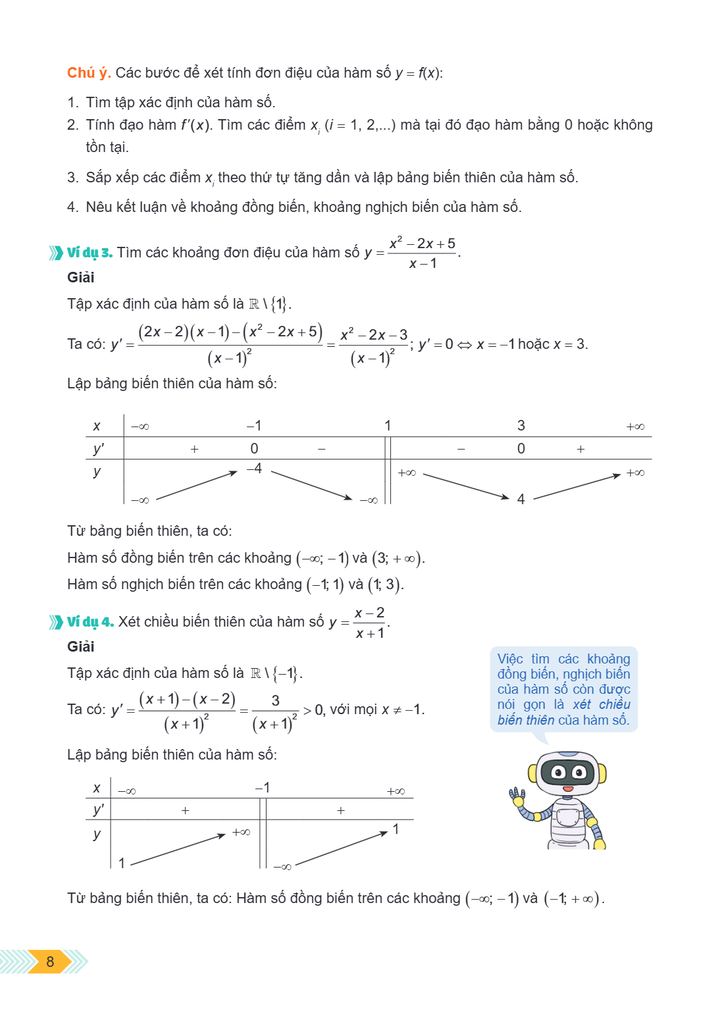 Chú ý. Các bước để xét tính đơn điệu của hàm số y = f(x):
1. Tìm tập xác định của hàm số.
2. Tính đạo hàm f′(x). Tìm các điểm xᵢ (i = 1, 2,...) mà tại đó đạo hàm bằng 0 hoặc không
tồn tại.
3. Sắp xếp các điểm xᵢ theo thứ tự tăng dần và lập bảng biến thiên của hàm số.
4. Nêu kết luận về khoảng đồng biến, khoảng nghịch biến của hàm số.
Ví dụ 3. Tìm các khoảng đơn điệu của hàm số y = (x² − 2x + 5)/(x − 1).
Giải
Tập xác định của hàm số là ℝ \ {1}.
Ta có: y′ = ((2x − 2)(x − 1) − (x² − 2x + 5))/(x − 1)² = (x² − 2x − 3)/(x − 1)²; y′ = 0 ⇔ x = −1 hoặc x = 3.
Lập bảng biến thiên của hàm số:
x −∞ −1 1 3 +∞
y′ + 0 − − 0 +
y −4 +∞ +∞
−∞ −∞ 4
Từ bảng biến thiên, ta có:
Hàm số đồng biến trên các khoảng (−∞; −1) và (3; +∞).
Hàm số nghịch biến trên các khoảng (−1; 1) và (1; 3).
Ví dụ 4. Xét chiều biến thiên của hàm số y = (x − 2)/(x + 1).
Giải
Tập xác định của hàm số là ℝ \ {−1}.
Ta có: y′ = ((x + 1) − (x − 2))/(x + 1)² = 3/(x + 1)² > 0, với mọi x ≠ −1.
Việc tìm các khoảng
đồng biến, nghịch biến
của hàm số còn được
nói gọn là xét chiều
biến thiên của hàm số.
Lập bảng biến thiên của hàm số:
x −∞ −1 +∞
y′ + +
y +∞ 1
1 −∞
Từ bảng biến thiên, ta có: Hàm số đồng biến trên các khoảng (−∞; −1) và (−1; +∞).
8